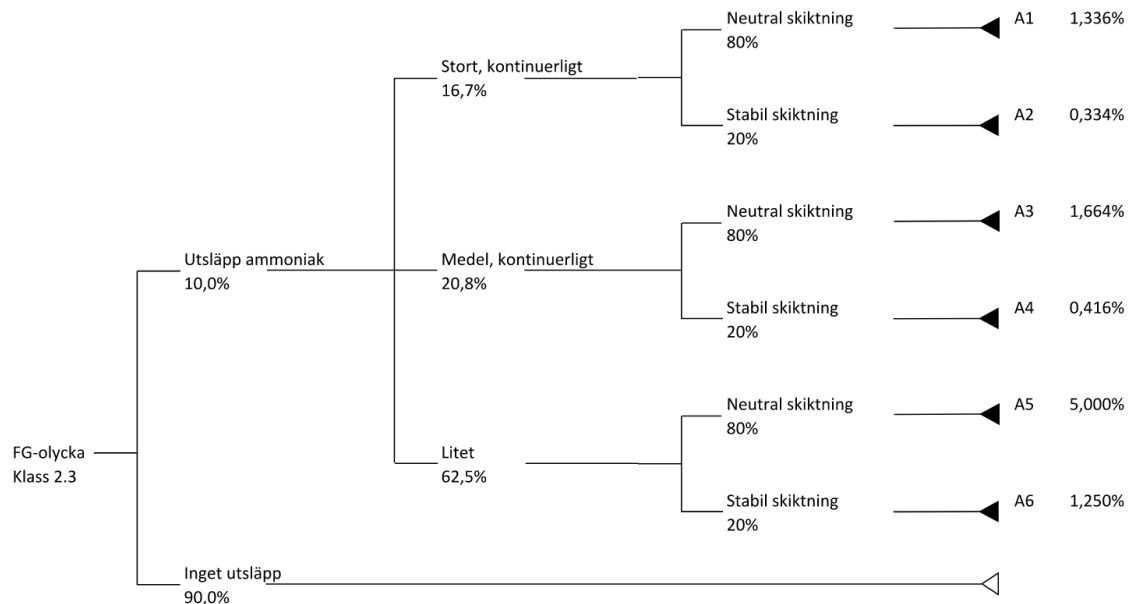 Neutral skiktning
80%
A1 1,336%
Stort, kontinuerligt
16,7%
Stabil skiktning
20%
A2 0,334%
Neutral skiktning
80%
A3 1,664%
Utsläpp ammoniak
10,0%
Medel, kontinuerligt
20,8%
Stabil skiktning
20%
A4 0,416%
Neutral skiktning
80%
A5 5,000%
FG-olycka
Klass 2.3
Litet
62,5%
Stabil skiktning
20%
A6 1,250%
Inget utsläpp
90,0%